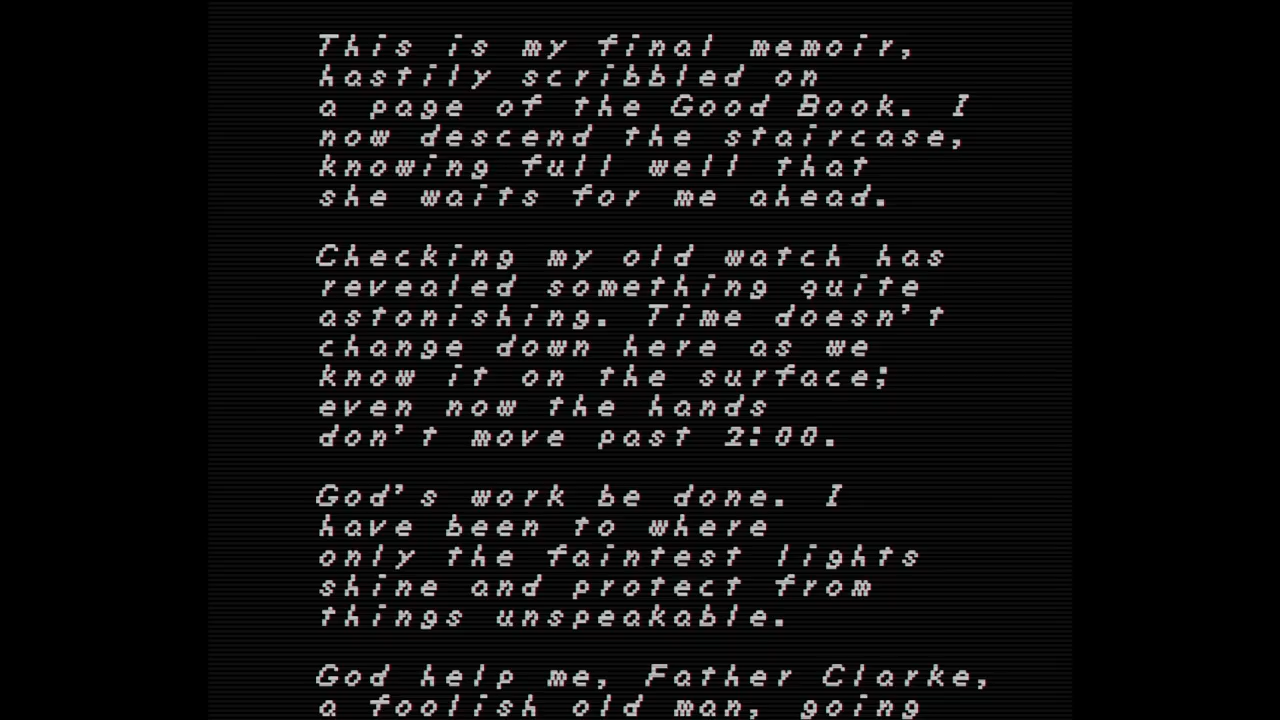 This is my final memoir,
hastily scribbled on
a page of the Good Book. I
now descend the staircase,
knowing full well that
she waits for me ahead.
Checking my old watch has
revealed something quite
astonishing. Time doesn't
change down here as we
know it on the surface;
even now the hands
don't move past 2:00.
God's work be done. I
have been to where
only the faintest lights
shine and protect from
things unspeakable.
God help me, Father Clarke,
a foolish old man, going